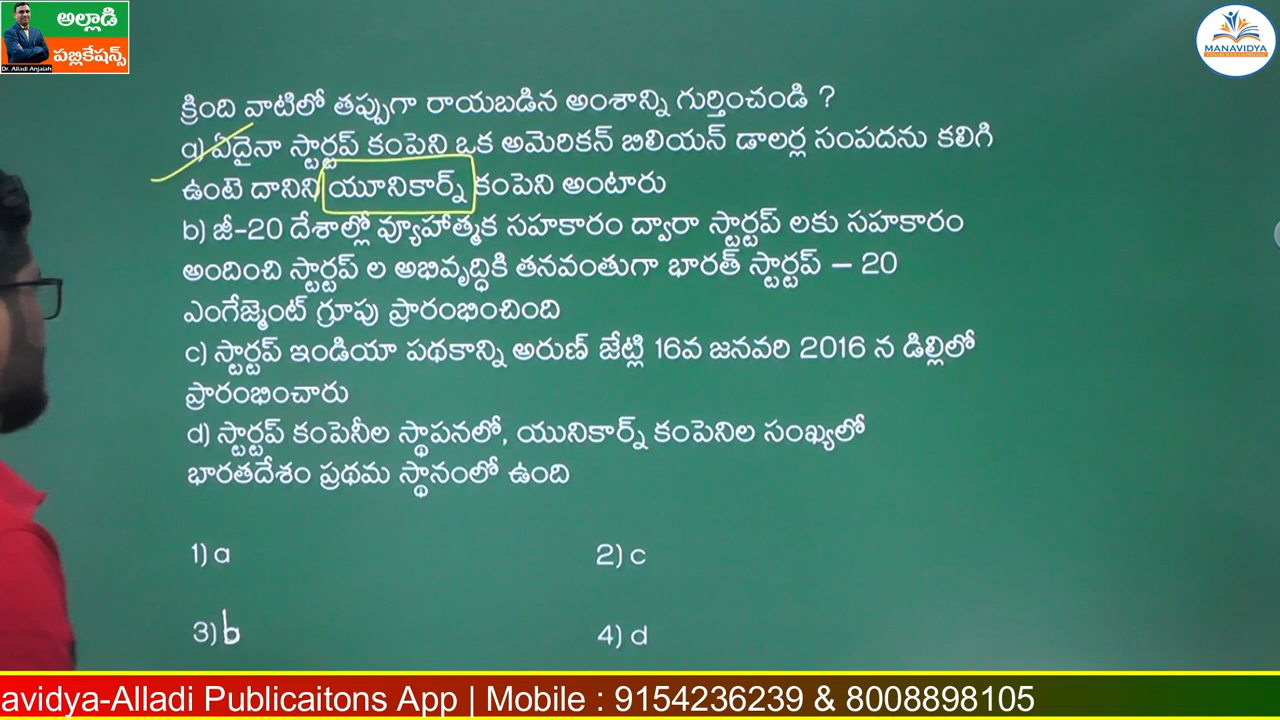 అల్లాడి
పబ్లికేషన్స్
Dr. Alladi Anjaiah
MANAVIDYA
క్రింది వాటిలో తప్పుగా రాయబడిన అంశాన్ని గుర్తించండి ?
a) ఏదైనా స్టార్టప్ కంపెని ఒక అమెరికన్ బిలియన్ డాలర్ల సంపదను కలిగి
ఉంటె దానిని యూనికార్న్ కంపెని అంటారు
b) జీ-20 దేశాల్లో వ్యూహాత్మక సహకారం ద్వారా స్టార్టప్ లకు సహకారం
అందించి స్టార్టప్ ల అభివృద్ధికి తనవంతుగా భారత్ స్టార్టప్ – 20
ఎంగేజ్మెంట్ గ్రూపు ప్రారంభించింది
c) స్టార్టప్ ఇండియా పథకాన్ని అరుణ్ జేట్లి 16వ జనవరి 2016 న డిల్లిలో
ప్రారంభించారు
d) స్టార్టప్ కంపెనీల స్థాపనలో, యునికార్న్ కంపెనిల సంఖ్యలో
భారతదేశం ప్రథమ స్థానంలో ఉంది
1) a
2) c
3) b
4) d
avidya-Alladi Publicaitons App | Mobile : 9154236239 & 8008898105